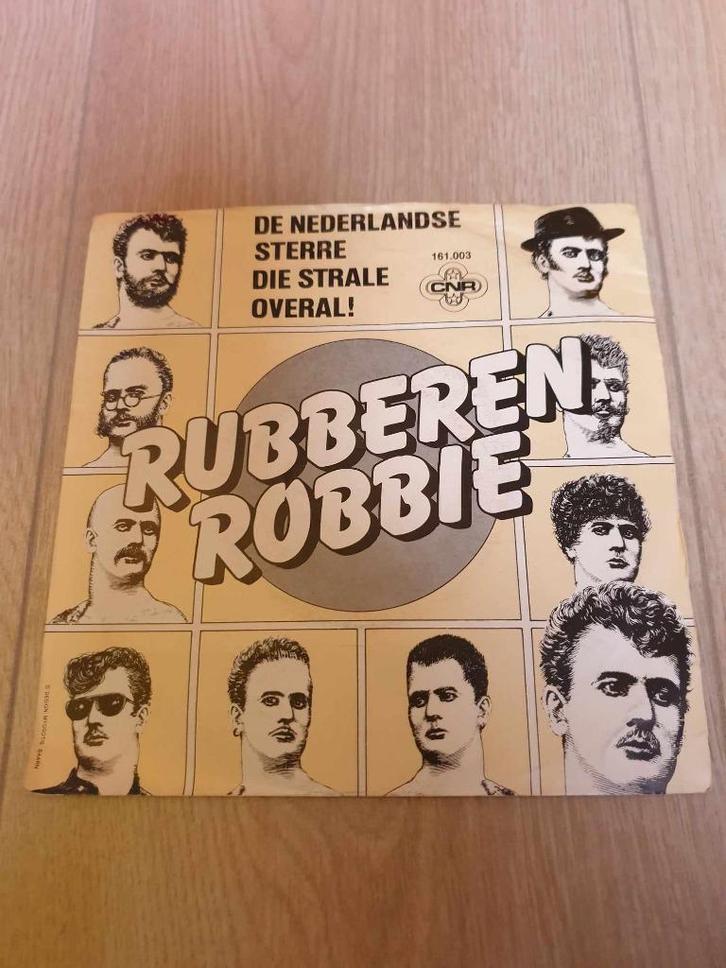 DE NEDERLANDSE
STERRE
DIE STRALE
OVERAL!
161.003
CNR
RUBBEREN
ROBBIE